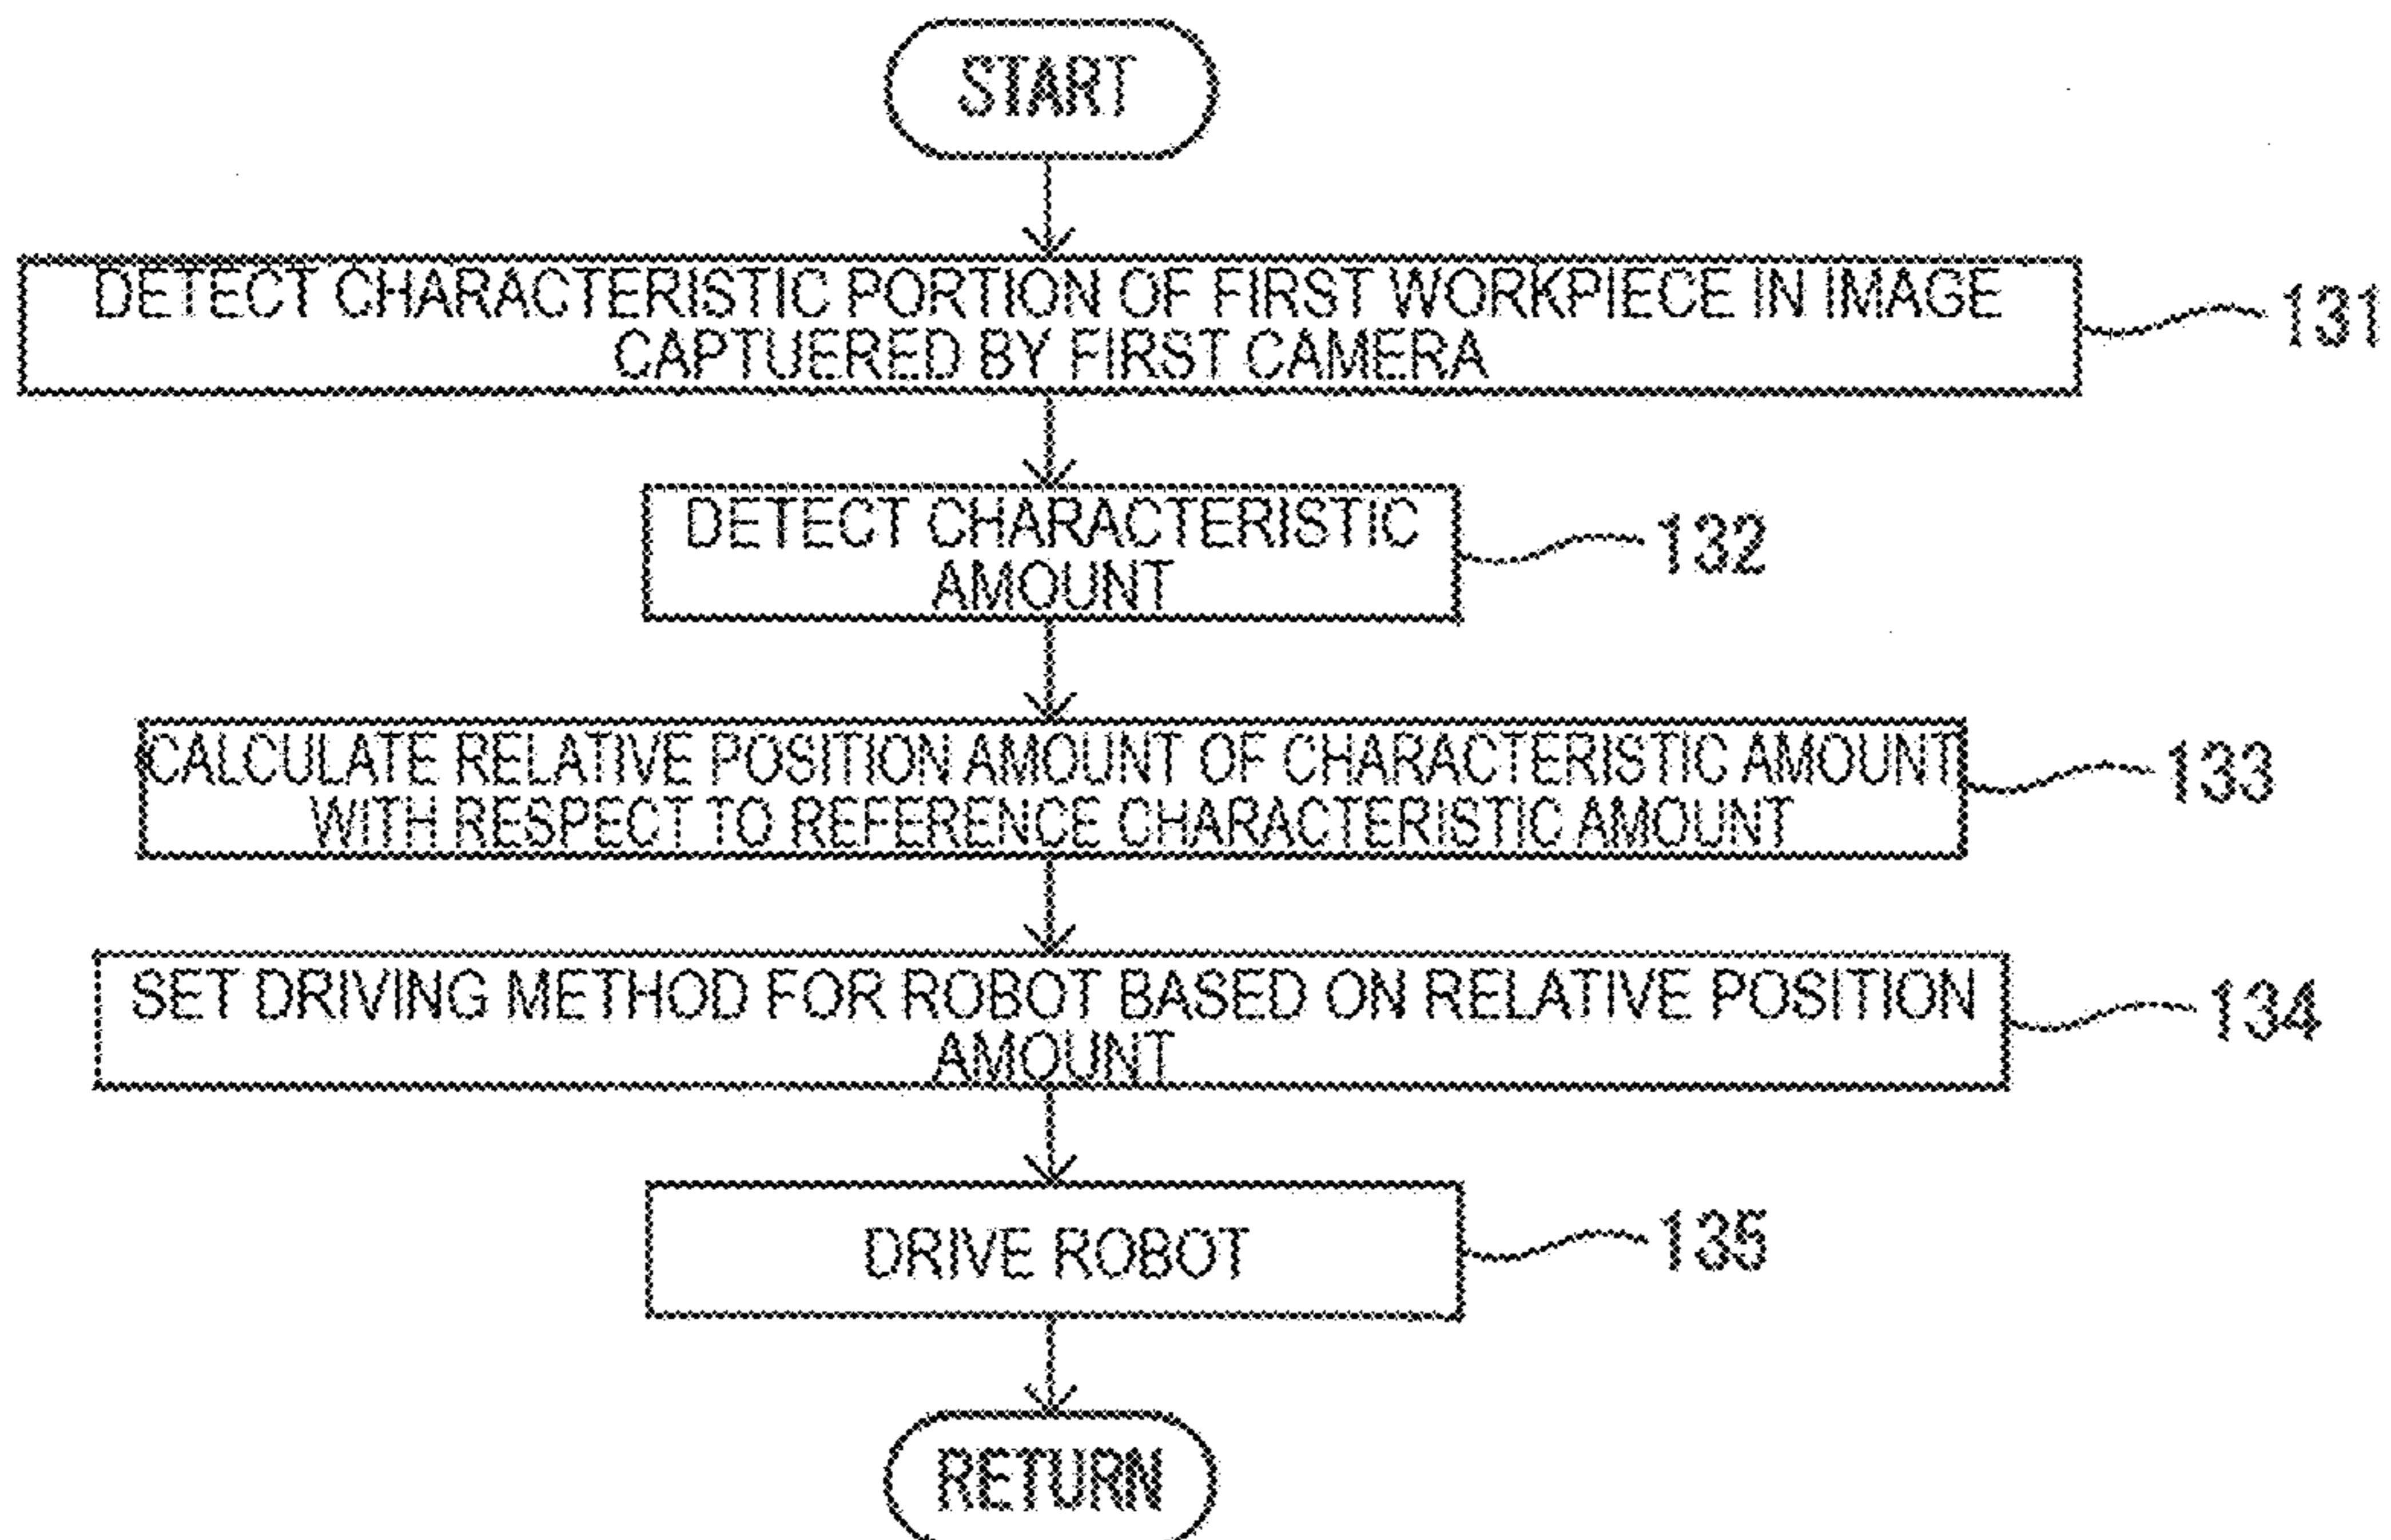 START
DETECT CHARACTERISTIC PORTION OF FIRST WORKPIECE IN IMAGE
CAPTUERED BY FIRST CAMERA
131
DETECT CHARACTERISTIC
AMOUNT
132
CALCULATE RELATIVE POSITION AMOUNT OF CHARACTERISTIC AMOUNT
WITH RESPECT TO REFERENCE CHARACTERISTIC AMOUNT
133
SET DRIVING METHOD FOR ROBOT BASED ON RELATIVE POSITION
AMOUNT
134
DRIVE ROBOT
135
RETURN